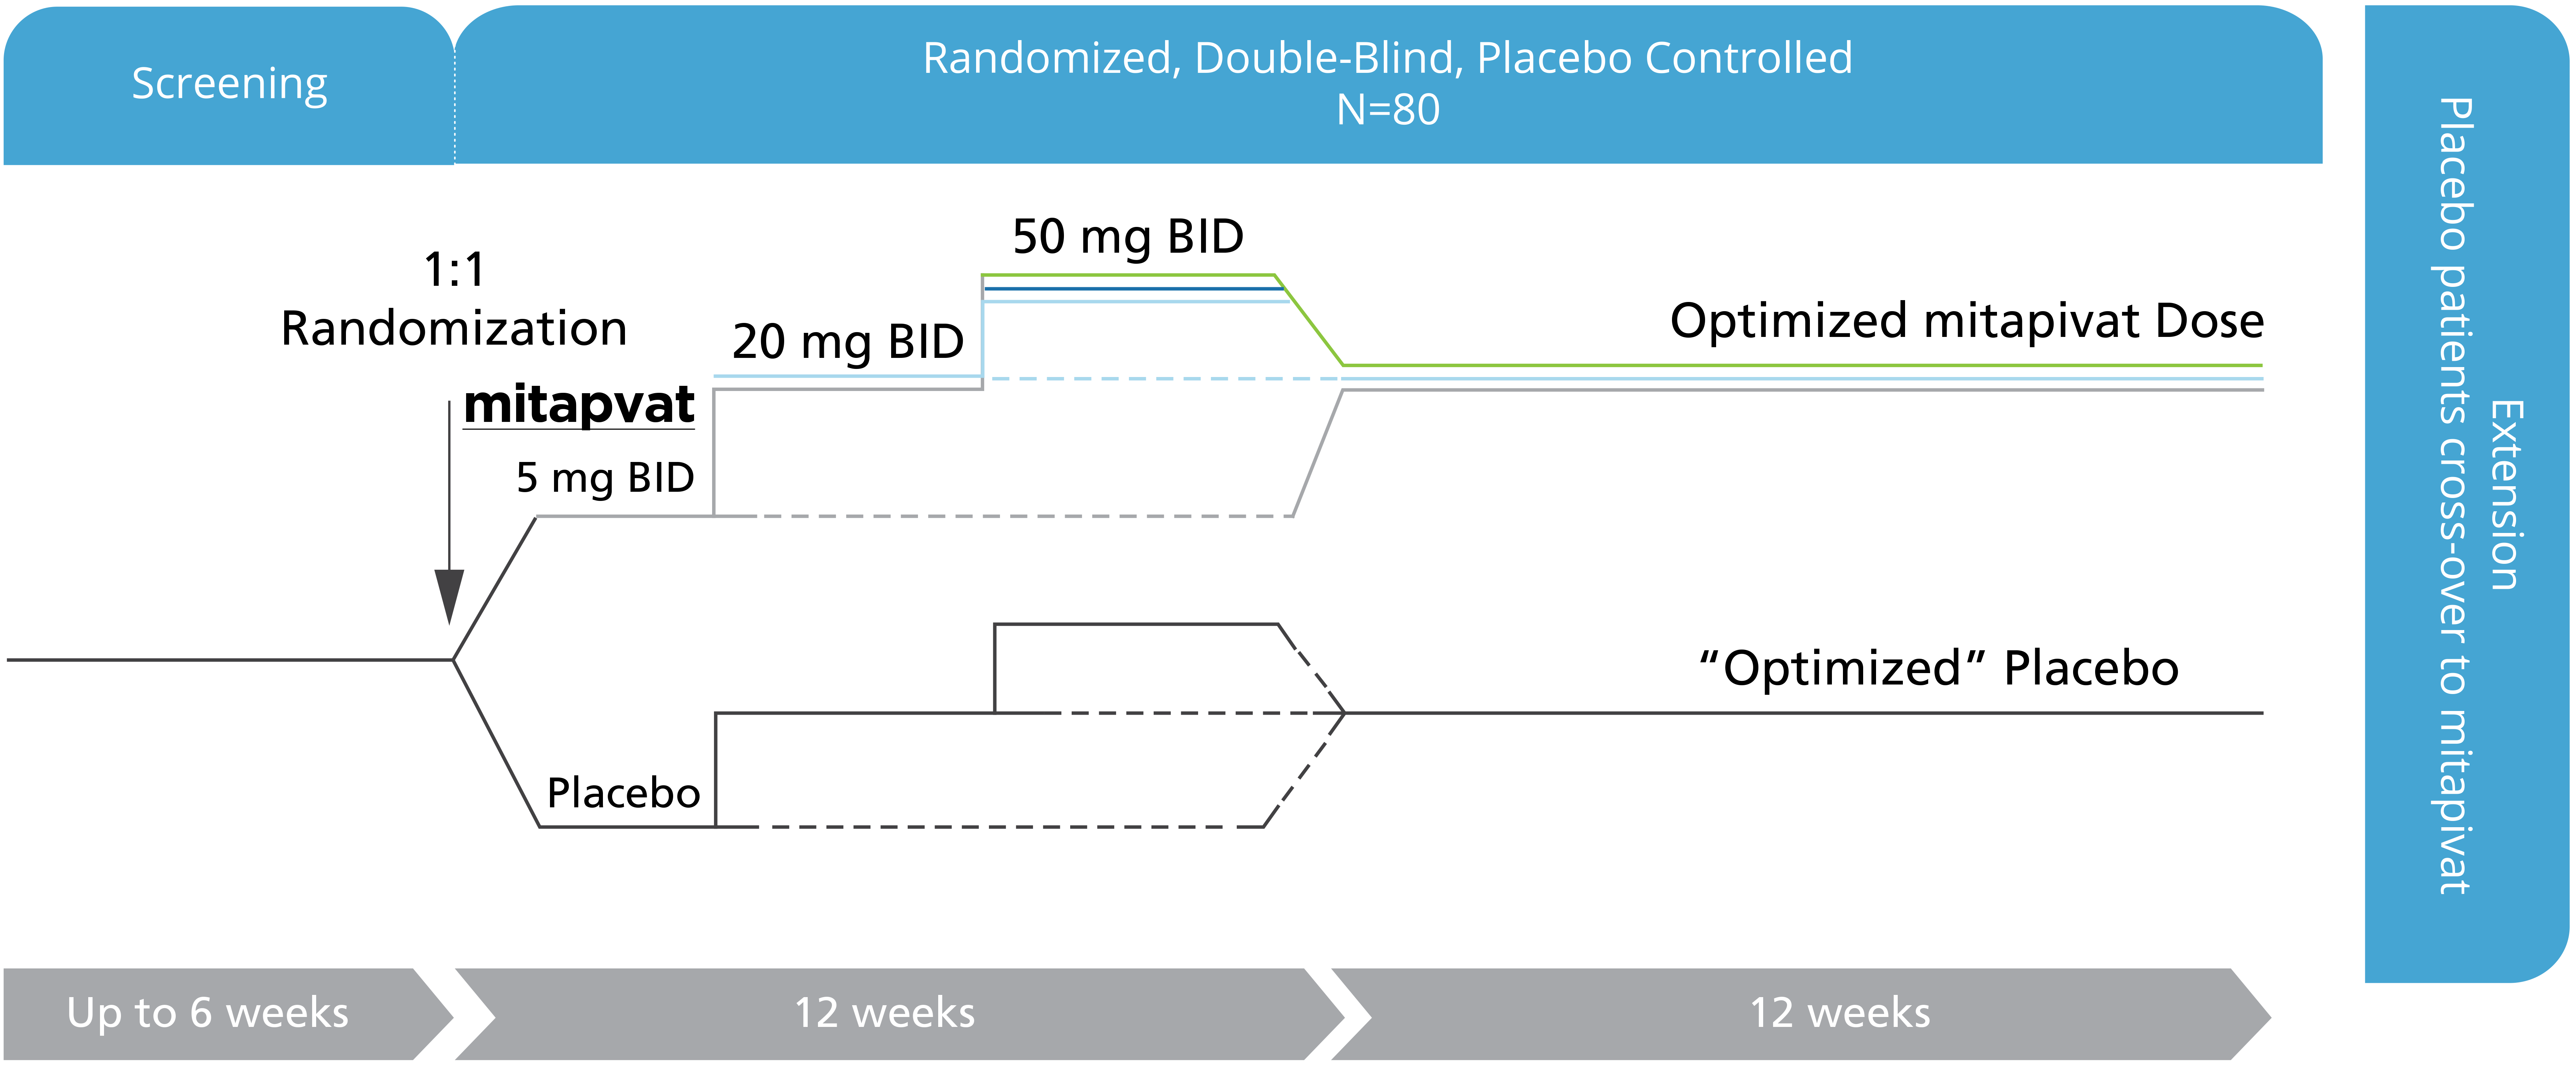 Screening
Randomized, Double-Blind, Placebo Controlled
N=80
1:1
Randomization
mitapvat
5 mg BID
20 mg BID
50 mg BID
Optimized mitapivat Dose
Placebo
“Optimized” Placebo
Up to 6 weeks
12 weeks
12 weeks
Extension
Placebo patients cross-over to mitapivat